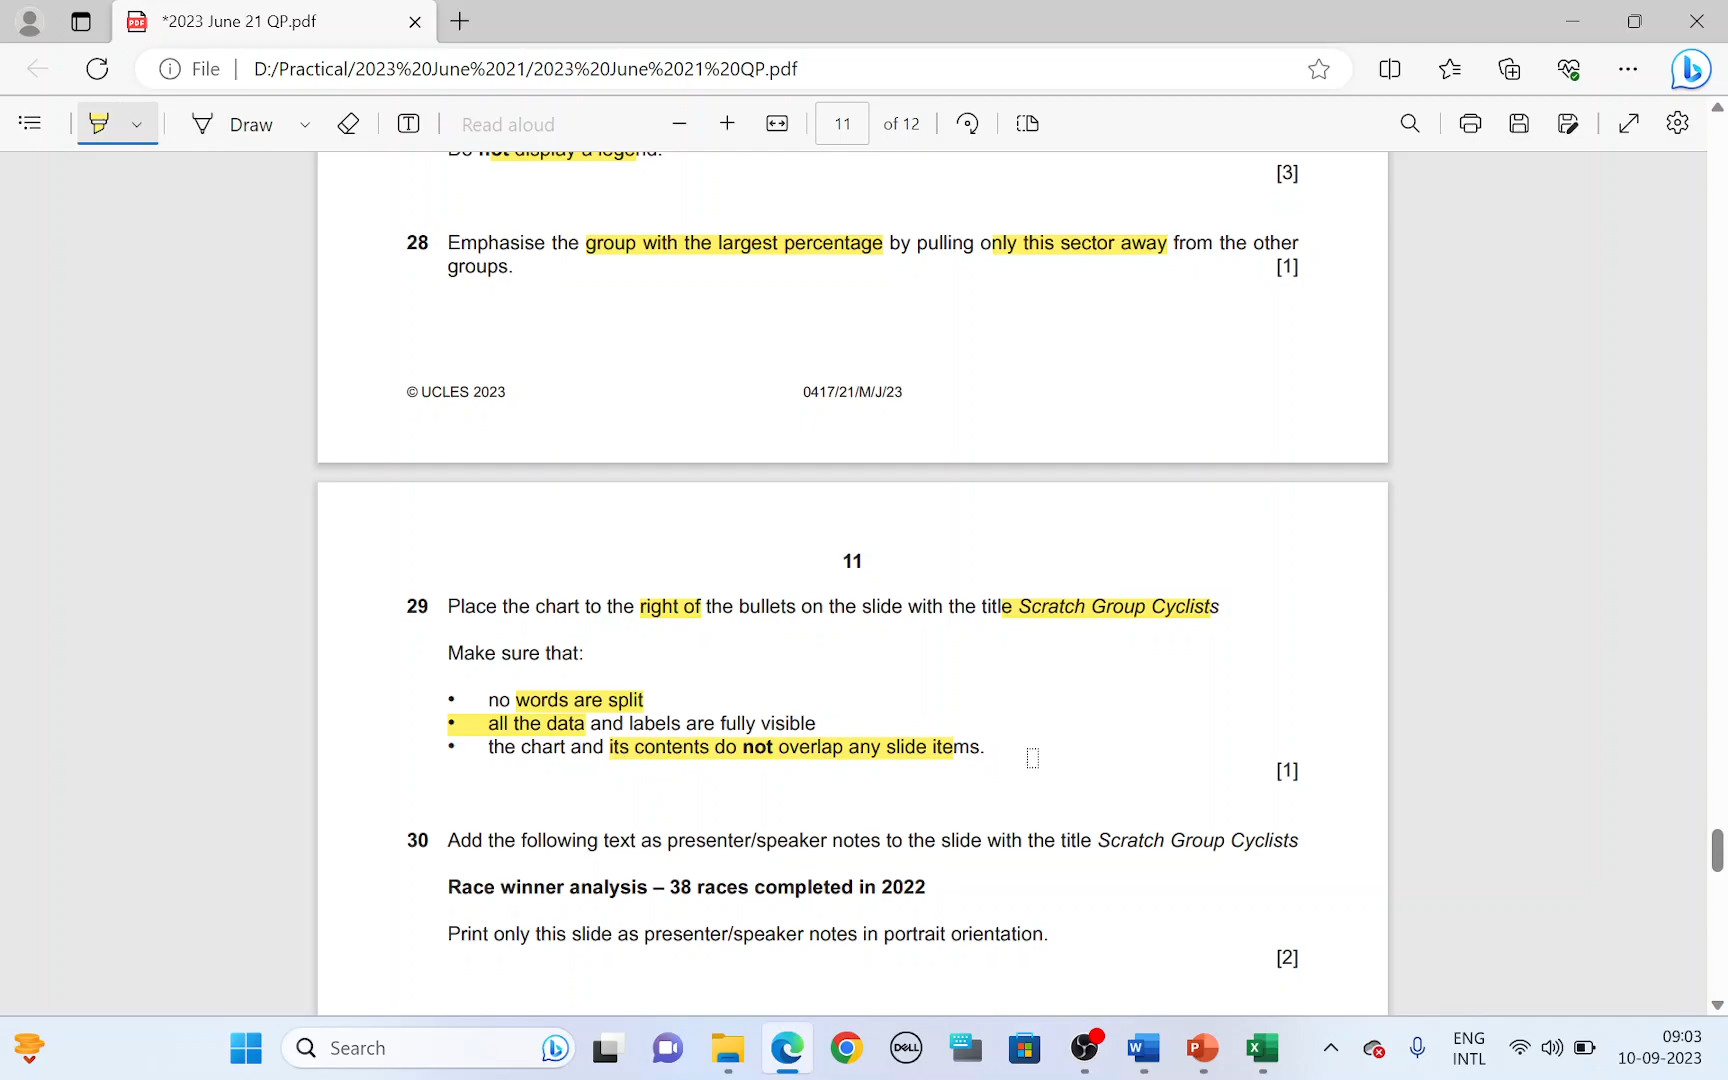 *2023 June 21 QP.pdf
File
D:/Practical/2023%20June%2021/2023%20June%2021%20QP.pdf
Draw
Read aloud
11 of 12
Do not display a legend.
[3]
28 Emphasise the group with the largest percentage by pulling only this sector away from the other
groups. [1]
© UCLES 2023 0417/21/M/J/23
11
29 Place the chart to the right of the bullets on the slide with the title Scratch Group Cyclists
Make sure that:
• no words are split
• all the data and labels are fully visible
• the chart and its contents do not overlap any slide items.
[1]
30 Add the following text as presenter/speaker notes to the slide with the title Scratch Group Cyclists
Race winner analysis – 38 races completed in 2022
Print only this slide as presenter/speaker notes in portrait orientation.
[2]
Search
DELL
ENG
INTL
09:03
10-09-2023